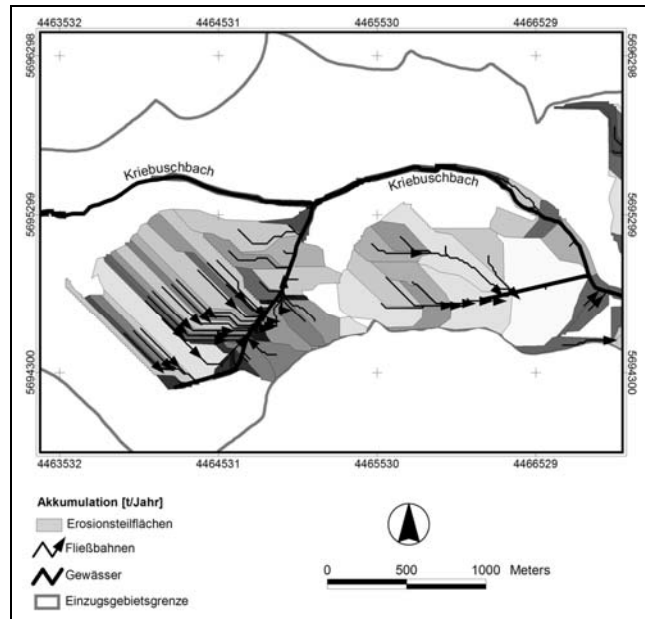 4463532 4464531 4465530 4466529
5696298
5696298
Kriebuschbach
Kriebuschbach
5695299
5695299
5694300
5694300
4463532 4464531 4465530 4466529
Akkumulation [t/Jahr]
Erosionsteilflächen
Fließbahnen
Gewässer
Einzugsgebietsgrenze
0 500 1000 Meters